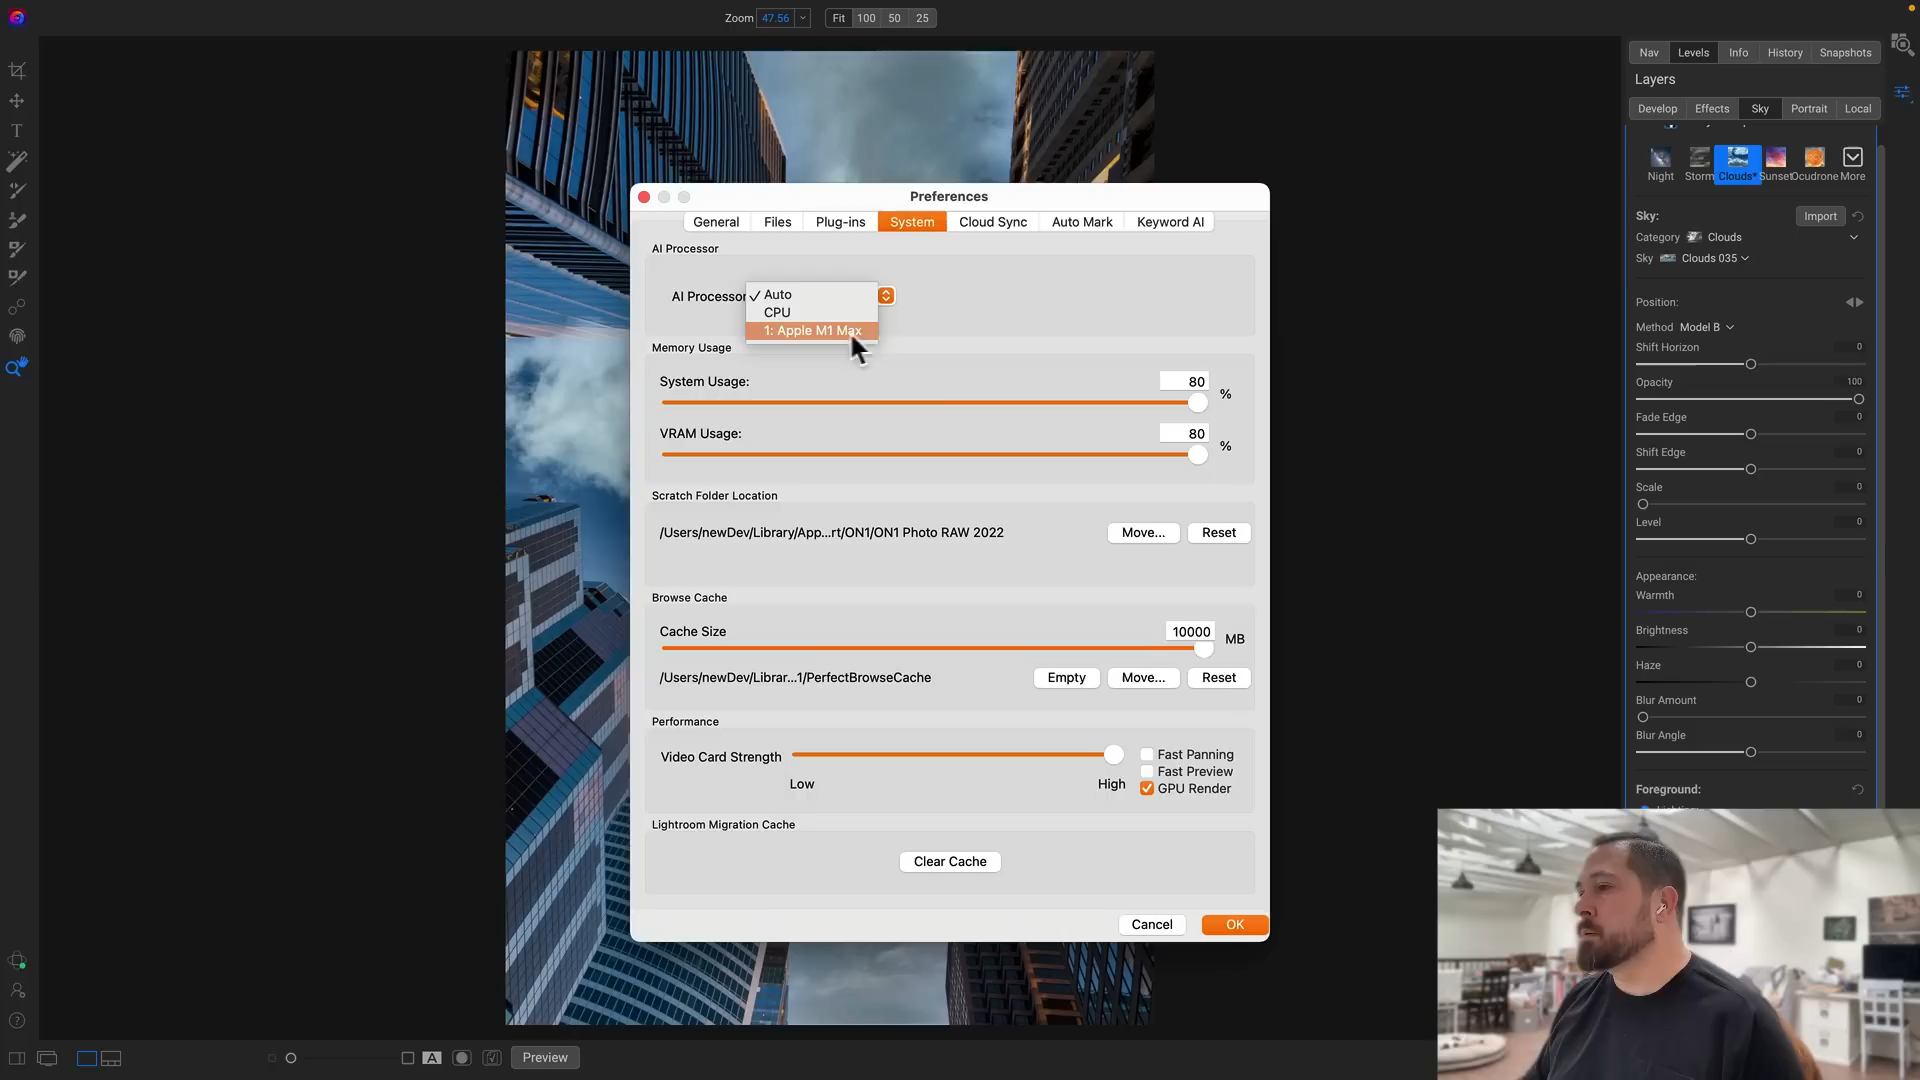 Zoom 47.56 Fit 100 50 25
Nav Levels Info History Snapshots
Layers
Develop Effects Sky Portrait Local
Night Storm Clouds* Sunset Ocudrone More
Sky: Import
Category Clouds
Sky Clouds 035
Position:
Method Model B
Shift Horizon 0
Opacity 100
Fade Edge 0
Shift Edge 0
Scale 0
Level 0
Appearance:
Warmth 0
Brightness 0
Haze 0
Blur Amount 0
Blur Angle 0
Foreground:
Preferences
General Files Plug-ins System Cloud Sync Auto Mark Keyword AI
AI Processor
AI Processor
✓ Auto
CPU
1: Apple M1 Max
Memory Usage
System Usage: 80 %
VRAM Usage: 80 %
Scratch Folder Location
/Users/newDev/Library/App...rt/ON1/ON1 Photo RAW 2022 Move... Reset
Browse Cache
Cache Size 10000 MB
/Users/newDev/Librar...1/PerfectBrowseCache Empty Move... Reset
Performance
Video Card Strength
Low High
Fast Panning
Fast Preview
GPU Render
Lightroom Migration Cache
Clear Cache
Cancel OK
A Preview